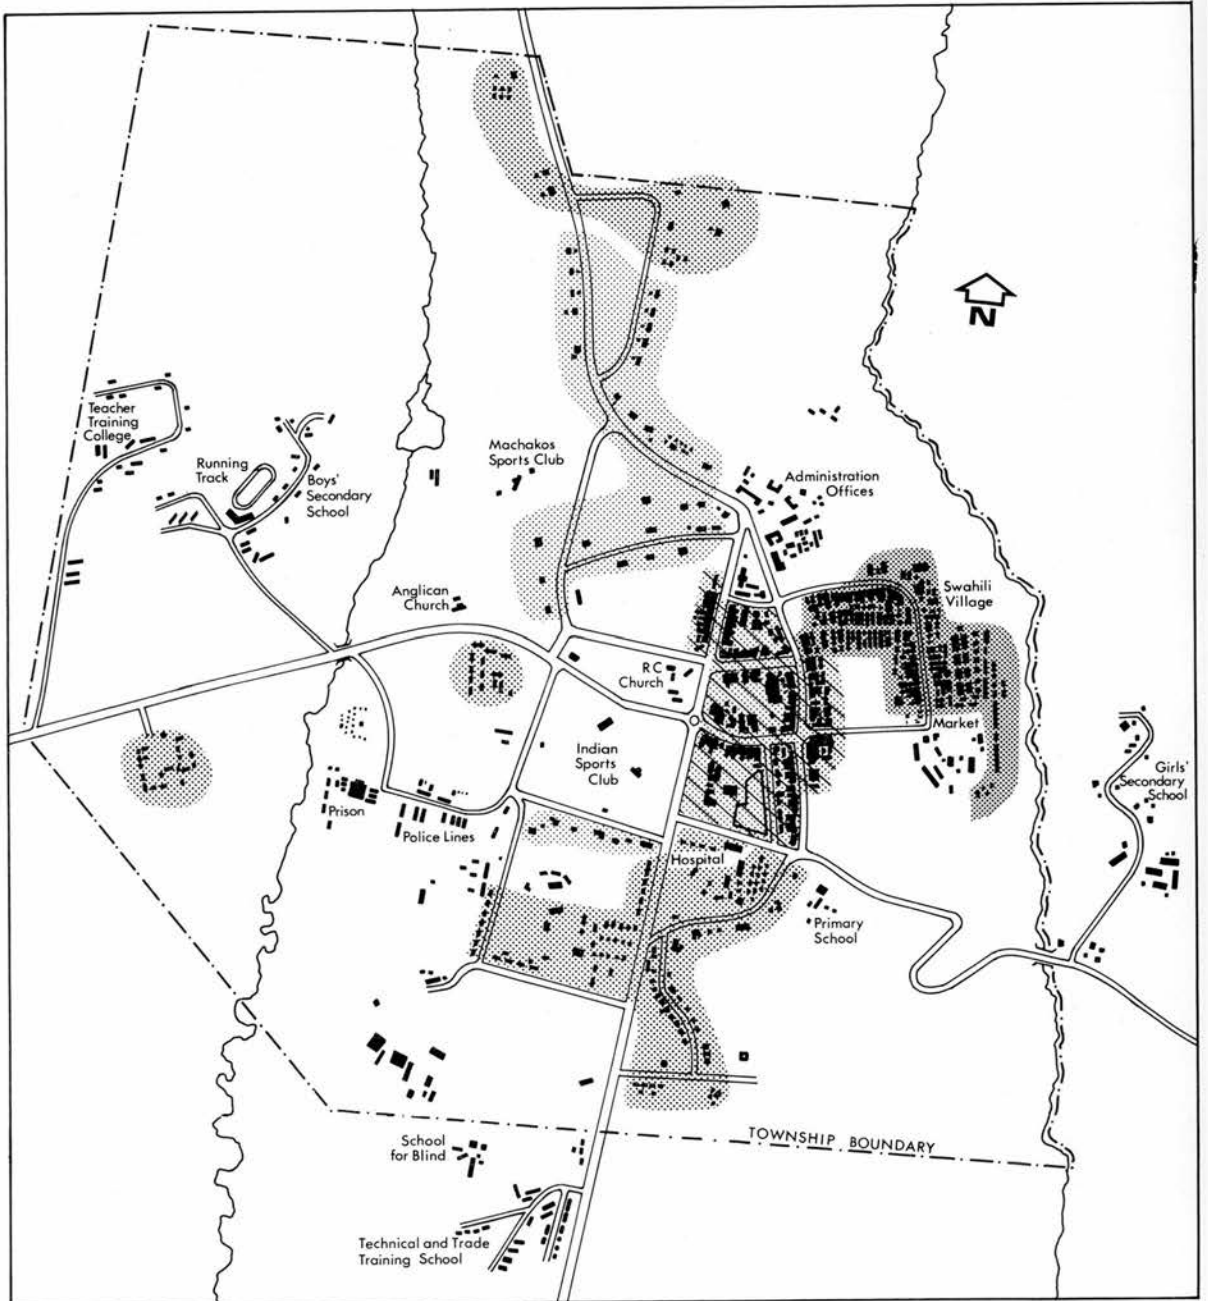 N
Teacher
Training
College
Running
Track
Boys'
Secondary
School
Machakos
Sports Club
Administration
Offices
Anglican
Church
Swahili
Village
R C
Church
Market
Indian
Sports
Club
Girls'
Secondary
School
Prison
Police Lines
Hospital
Primary
School
TOWNSHIP BOUNDARY
School
for Blind
Technical and Trade
Training School